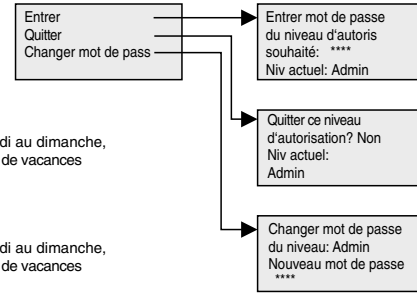 Entrer
Quitter
Changer mot de pass
Entrer mot de passe
du niveau d'autoris
souhaité: ****
Niv actuel: Admin
Quitter ce niveau
d'autorisation? Non
Niv actuel:
Admin
di au dimanche,
de vacances
di au dimanche,
de vacances
Changer mot de passe
du niveau: Admin
Nouveau mot de passe
****